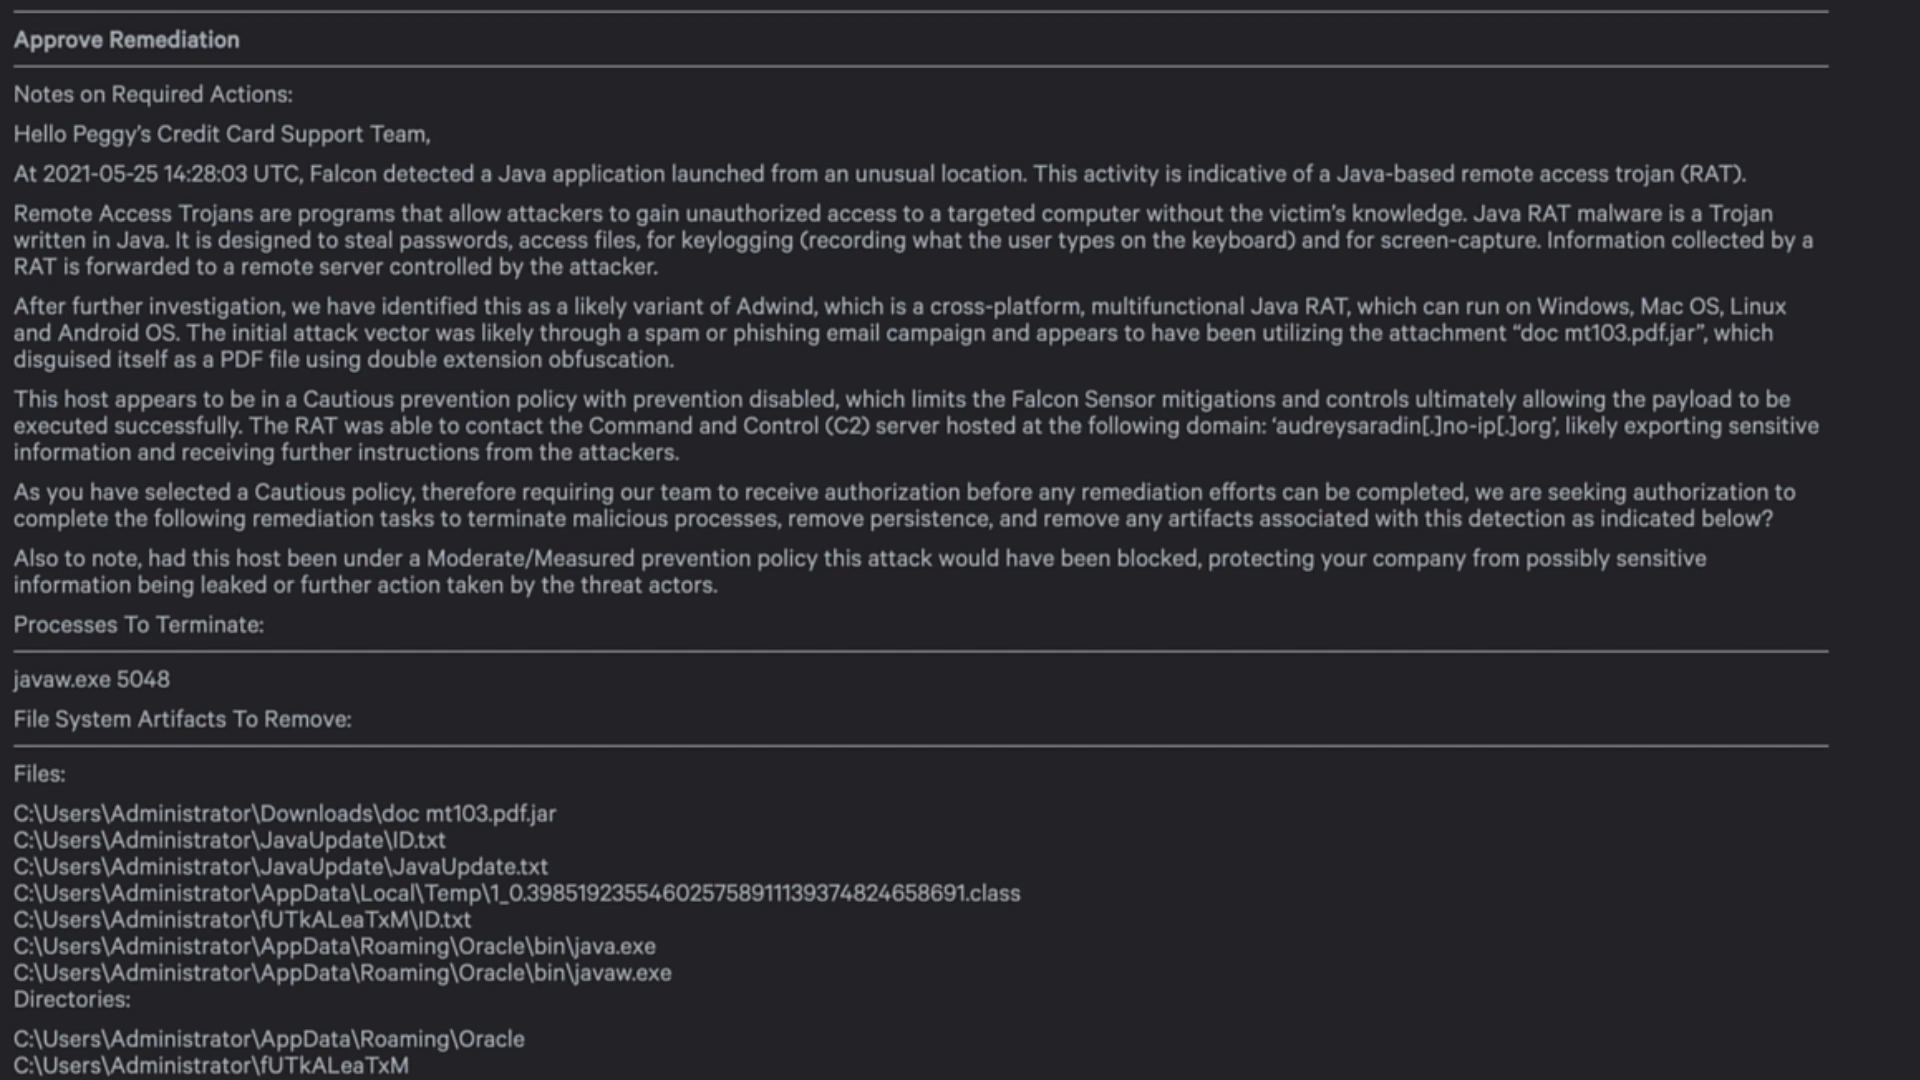 Approve Remediation
Notes on Required Actions:
Hello Peggy's Credit Card Support Team,
At 2021-05-25 14:28:03 UTC, Falcon detected a Java application launched from an unusual location. This activity is indicative of a Java-based remote access trojan (RAT).
Remote Access Trojans are programs that allow attackers to gain unauthorized access to a targeted computer without the victim's knowledge. Java RAT malware is a Trojan
written in Java. It is designed to steal passwords, access files, for keylogging (recording what the user types on the keyboard) and for screen-capture. Information collected by a
RAT is forwarded to a remote server controlled by the attacker.
After further investigation, we have identified this as a likely variant of Adwind, which is a cross-platform, multifunctional Java RAT, which can run on Windows, Mac OS, Linux
and Android OS. The initial attack vector was likely through a spam or phishing email campaign and appears to have been utilizing the attachment “doc mt103.pdf.jar”, which
disguised itself as a PDF file using double extension obfuscation.
This host appears to be in a Cautious prevention policy with prevention disabled, which limits the Falcon Sensor mitigations and controls ultimately allowing the payload to be
executed successfully. The RAT was able to contact the Command and Control (C2) server hosted at the following domain: 'audreysaradin[.]no-ip[.]org', likely exporting sensitive
information and receiving further instructions from the attackers.
As you have selected a Cautious policy, therefore requiring our team to receive authorization before any remediation efforts can be completed, we are seeking authorization to
complete the following remediation tasks to terminate malicious processes, remove persistence, and remove any artifacts associated with this detection as indicated below?
Also to note, had this host been under a Moderate/Measured prevention policy this attack would have been blocked, protecting your company from possibly sensitive
information being leaked or further action taken by the threat actors.
Processes To Terminate:
javaw.exe 5048
File System Artifacts To Remove:
Files:
C:\Users\Administrator\Downloads\doc mt103.pdf.jar
C:\Users\Administrator\JavaUpdate\ID.txt
C:\Users\Administrator\JavaUpdate\JavaUpdate.txt
C:\Users\Administrator\AppData\Local\Temp\1_0.39851923554602575891113937482465​8691.class
C:\Users\Administrator\fUTkALeaTxM\ID.txt
C:\Users\Administrator\AppData\Roaming\Oracle\bin\java.exe
C:\Users\Administrator\AppData\Roaming\Oracle\bin\javaw.exe
Directories:
C:\Users\Administrator\AppData\Roaming\Oracle
C:\Users\Administrator\fUTkALeaTxM